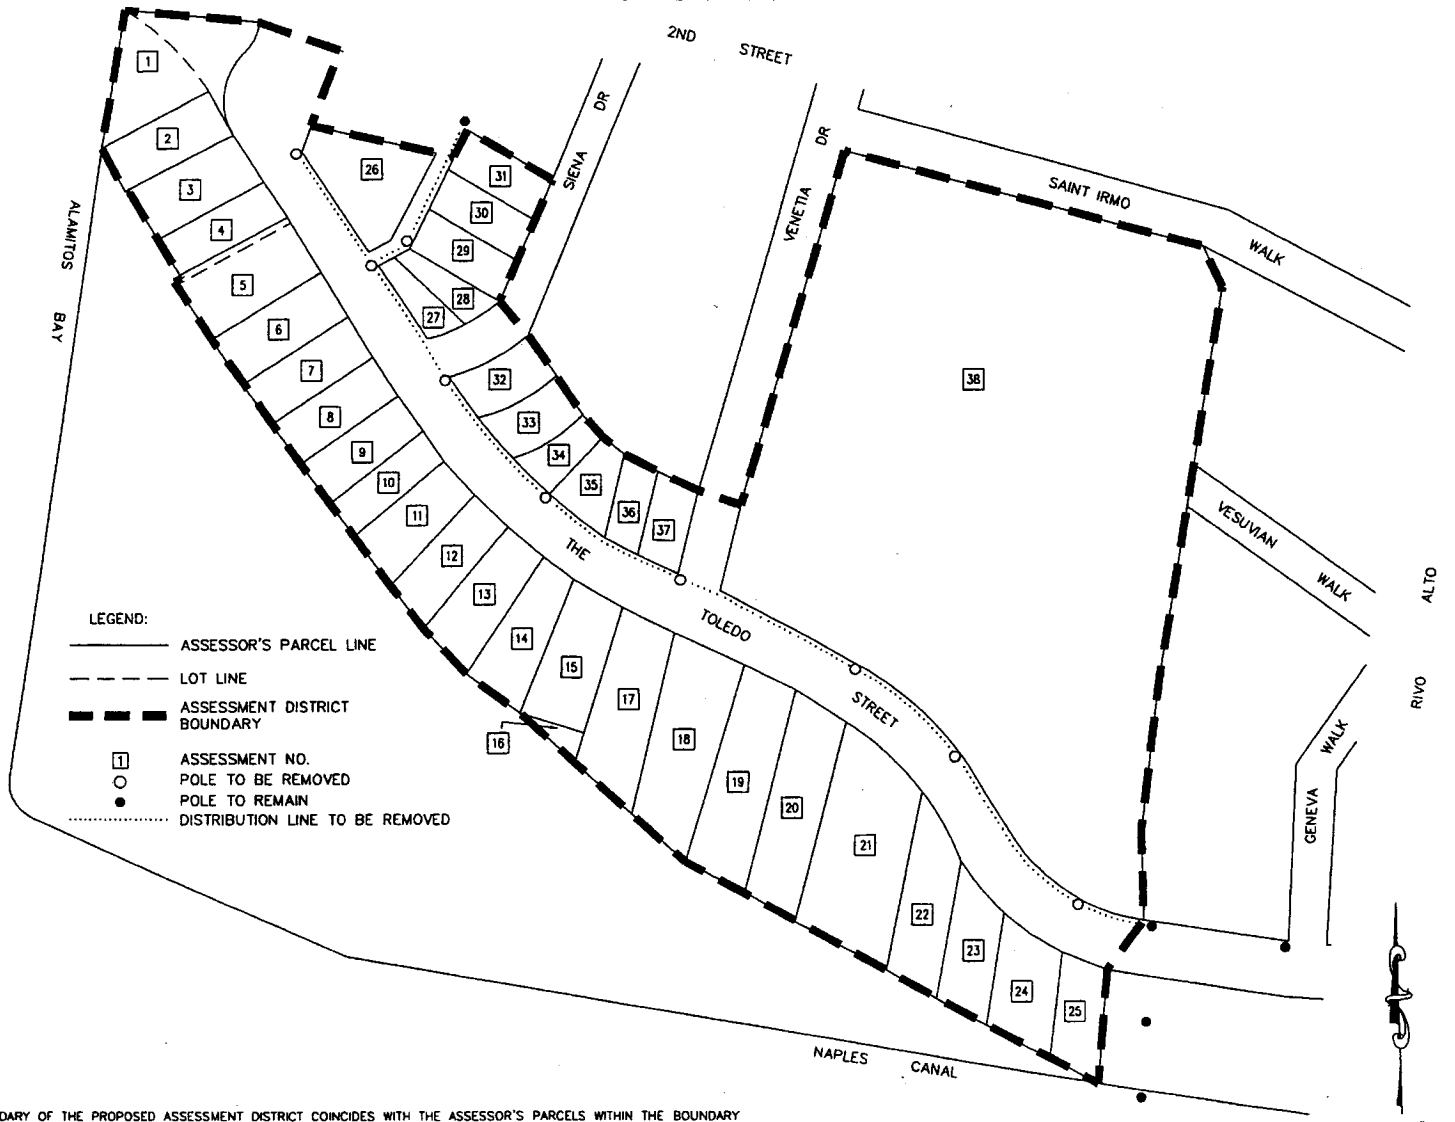 2ND STREET
SIENA DR
VENETIA DR
SAINT IRMO WALK
ALAMITOS BAY
1
2
3
4
5
6
7
8
9
10
11
12
13
14
15
16
17
18
19
20
21
22
23
24
25
26
27
28
29
30
31
32
33
34
35
36
37
38
THE TOLEDO STREET
VESUVIAN WALK
RIVO ALTO
GENEVA WALK
NAPLES CANAL
LEGEND:
ASSESSOR'S PARCEL LINE
LOT LINE
ASSESSMENT DISTRICT
BOUNDARY
1 ASSESSMENT NO.
POLE TO BE REMOVED
POLE TO REMAIN
DISTRIBUTION LINE TO BE REMOVED
DARY OF THE PROPOSED ASSESSMENT DISTRICT COINCIDES WITH THE ASSESSOR'S PARCELS WITHIN THE BOUNDARY